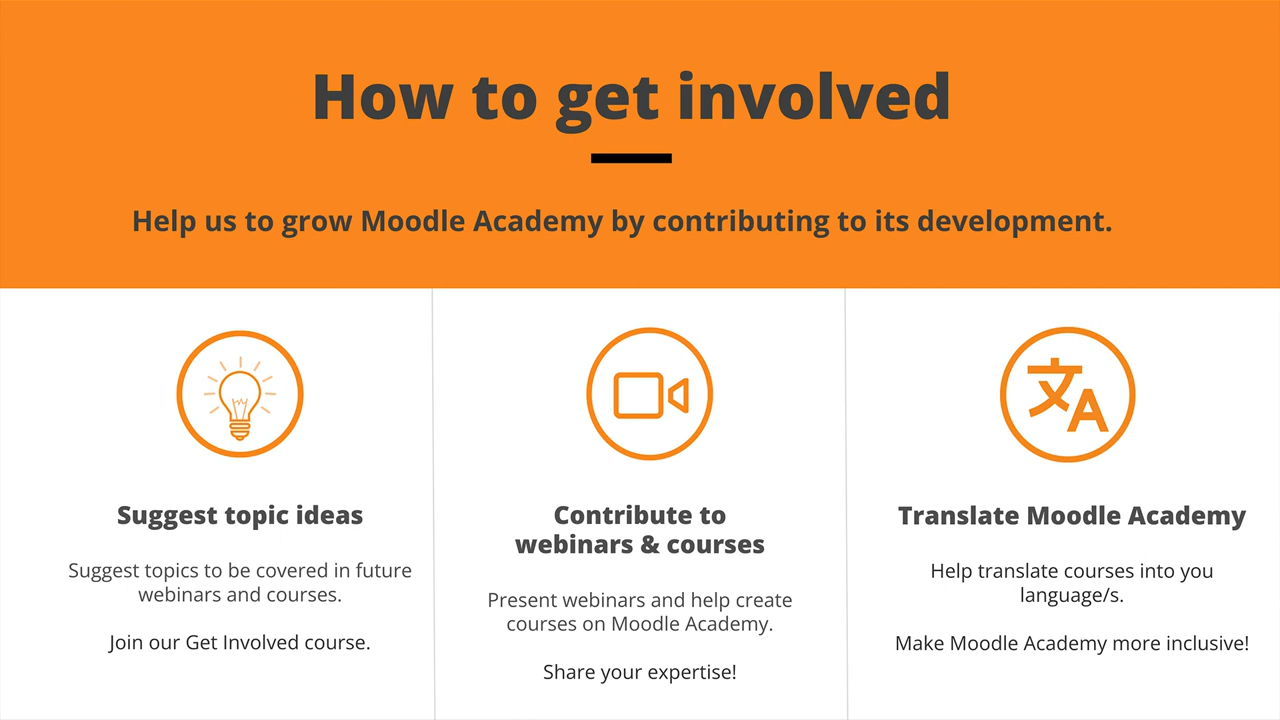 How to get involved
Help us to grow Moodle Academy by contributing to its development.
文A
Suggest topic ideas
Suggest topics to be covered in future
webinars and courses.
Join our Get Involved course.
Contribute to
webinars & courses
Present webinars and help create
courses on Moodle Academy.
Share your expertise!
Translate Moodle Academy
Help translate courses into you
language/s.
Make Moodle Academy more inclusive!